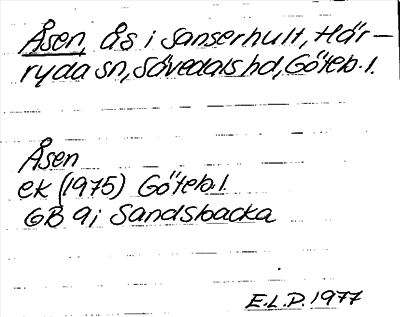 Åsen, ås i Sanserhult, Här-
ryda sn, Sävedals hd, Göteb. l.
Åsen
ek (1975) Göteb. l.
GB 9i Sandsbacka
E.L.D. 1977